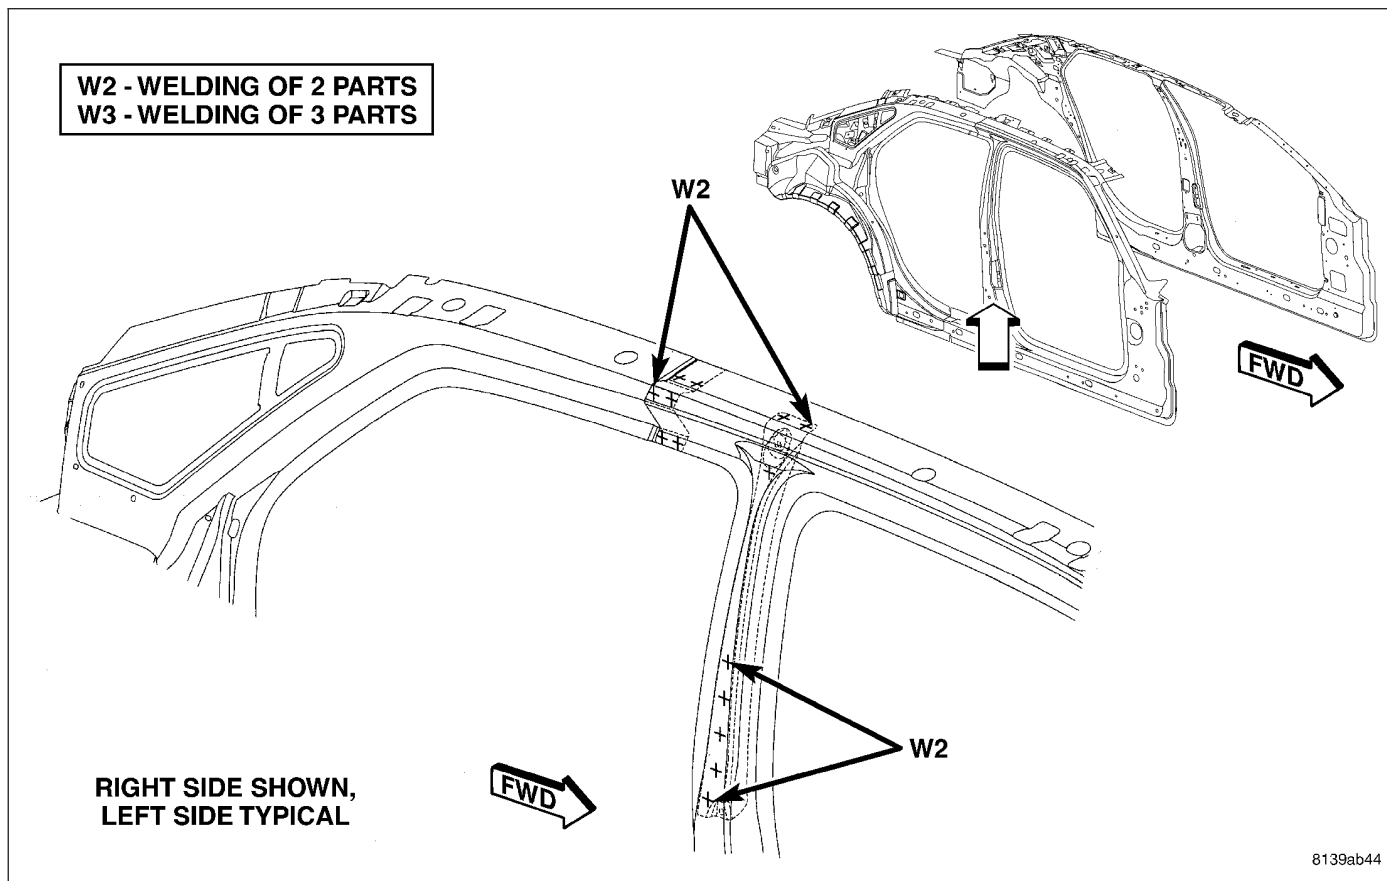 W2 - WELDING OF 2 PARTS
W3 - WELDING OF 3 PARTS
W2
FWD
W2
RIGHT SIDE SHOWN,
LEFT SIDE TYPICAL
FWD
8139ab44